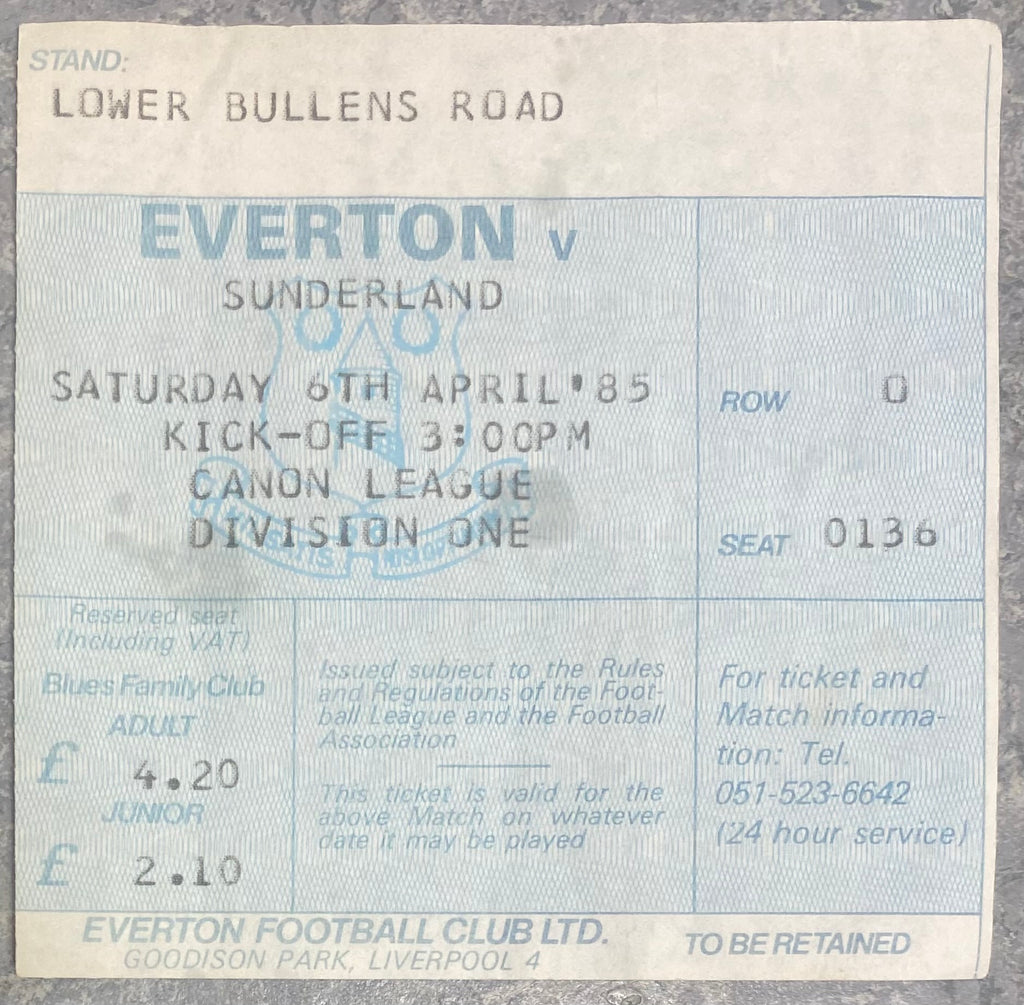 STAND:
LOWER BULLENS ROAD
EVERTON v
SUNDERLAND
SATURDAY 6TH APRIL'85
KICK-OFF 3:00PM
CANON LEAGUE
DIVISION ONE
ROW O
SEAT 0136
Reserved seat
(Including VAT)
Blues Family Club
ADULT
£ 4.20
JUNIOR
£ 2.10
Issued subject to the Rules
and Regulations of the Foot-
ball League and the Football
Association
This ticket is valid for the
above Match on whatever
date it may be played
For ticket and
Match informa-
tion: Tel.
051-523-6642
(24 hour service)
EVERTON FOOTBALL CLUB LTD.
GOODISON PARK, LIVERPOOL 4
TO BE RETAINED